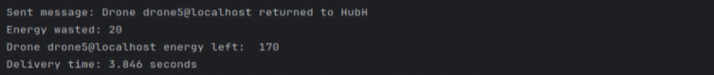 Sent message: Drone drone5@localhost returned to HubH
Energy wasted: 20
Drone drone5@localhost energy left:  170
Delivery time: 3.846 seconds